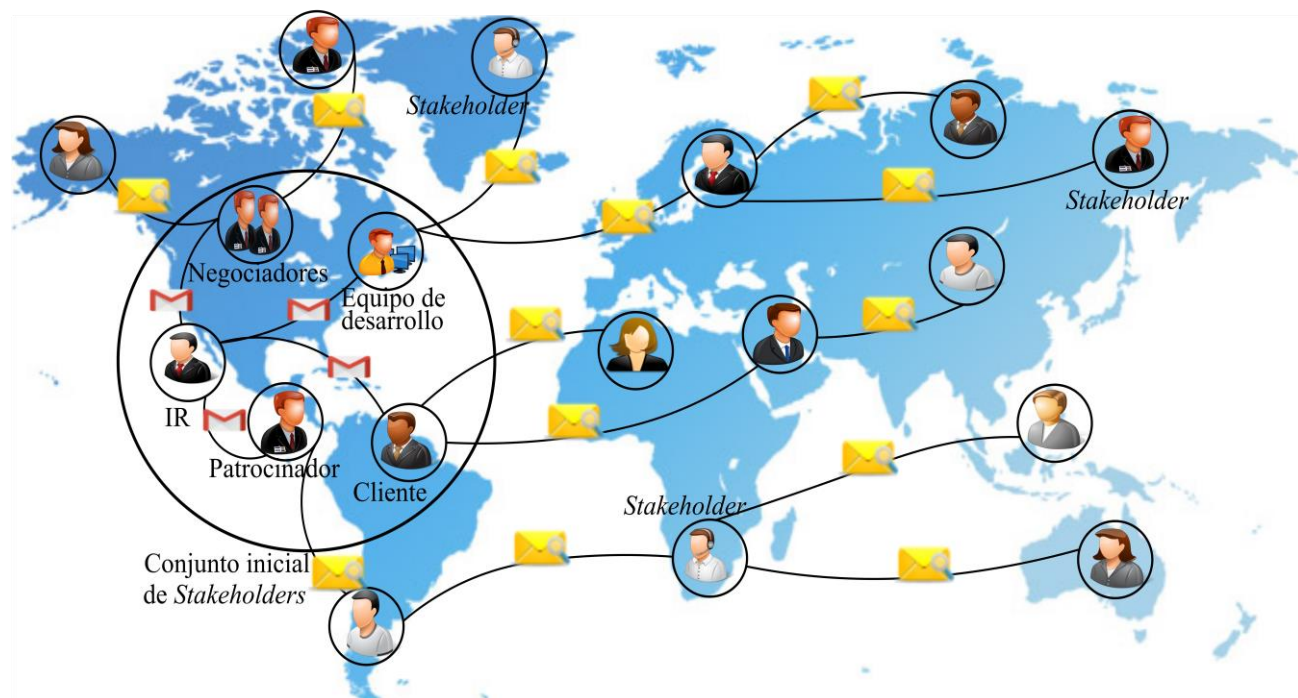 Stakeholder
Stakeholder
Negociadores
Equipo de
desarrollo
IR
Patrocinador
Cliente
Stakeholder
Conjunto inicial
de Stakeholders